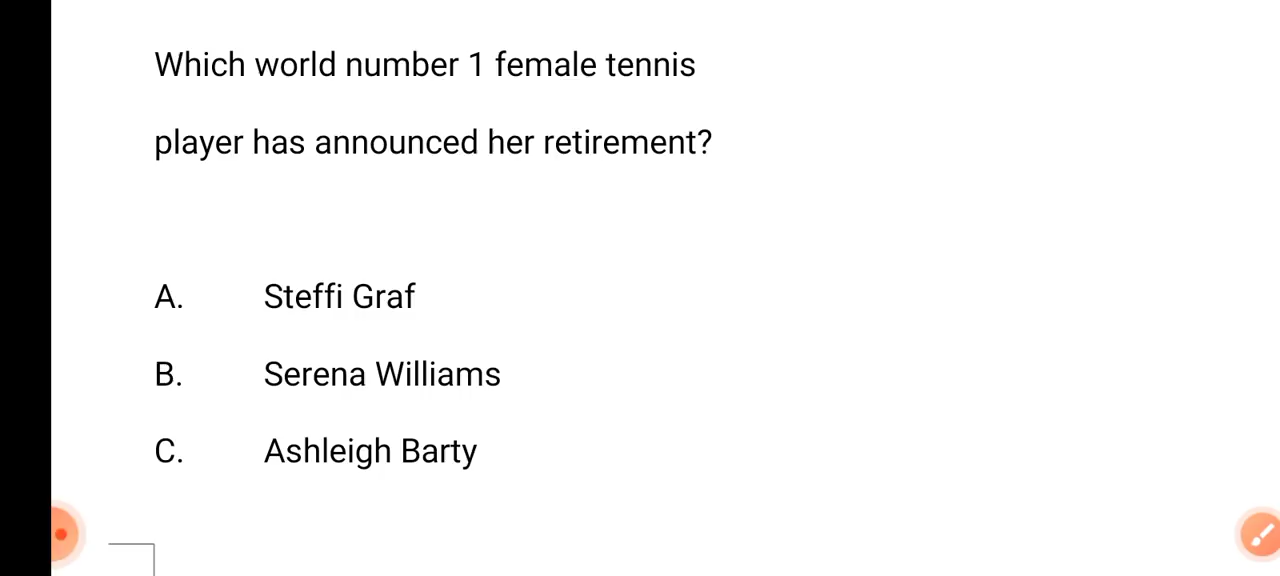 Which world number 1 female tennis
player has announced her retirement?
A. Steffi Graf
B. Serena Williams
C. Ashleigh Barty